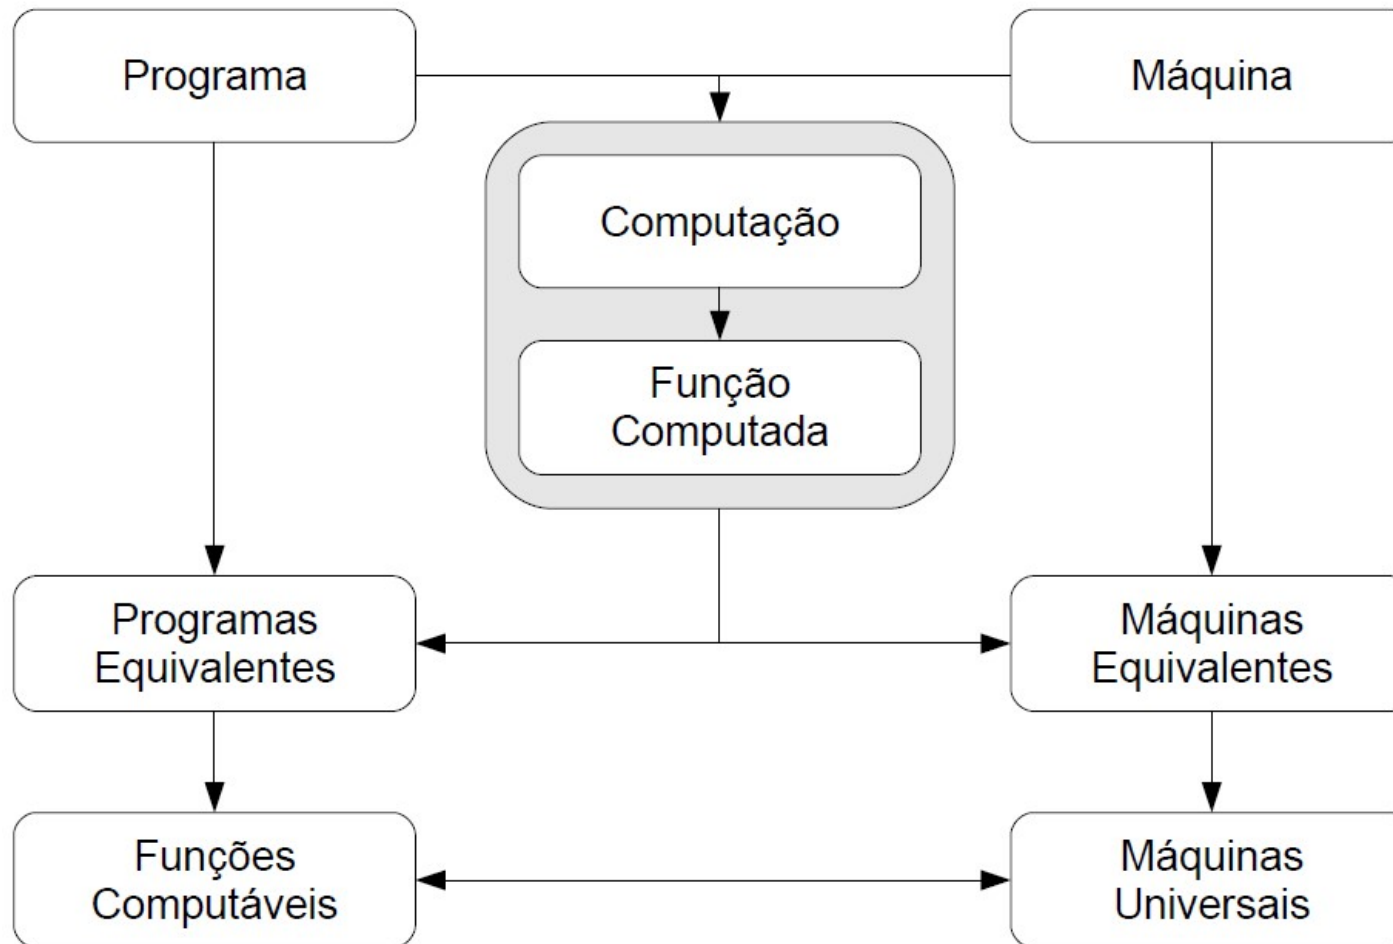 Programa
Máquina
Computação
Função
Computada
Programas
Equivalentes
Máquinas
Equivalentes
Funções
Computáveis
Máquinas
Universais